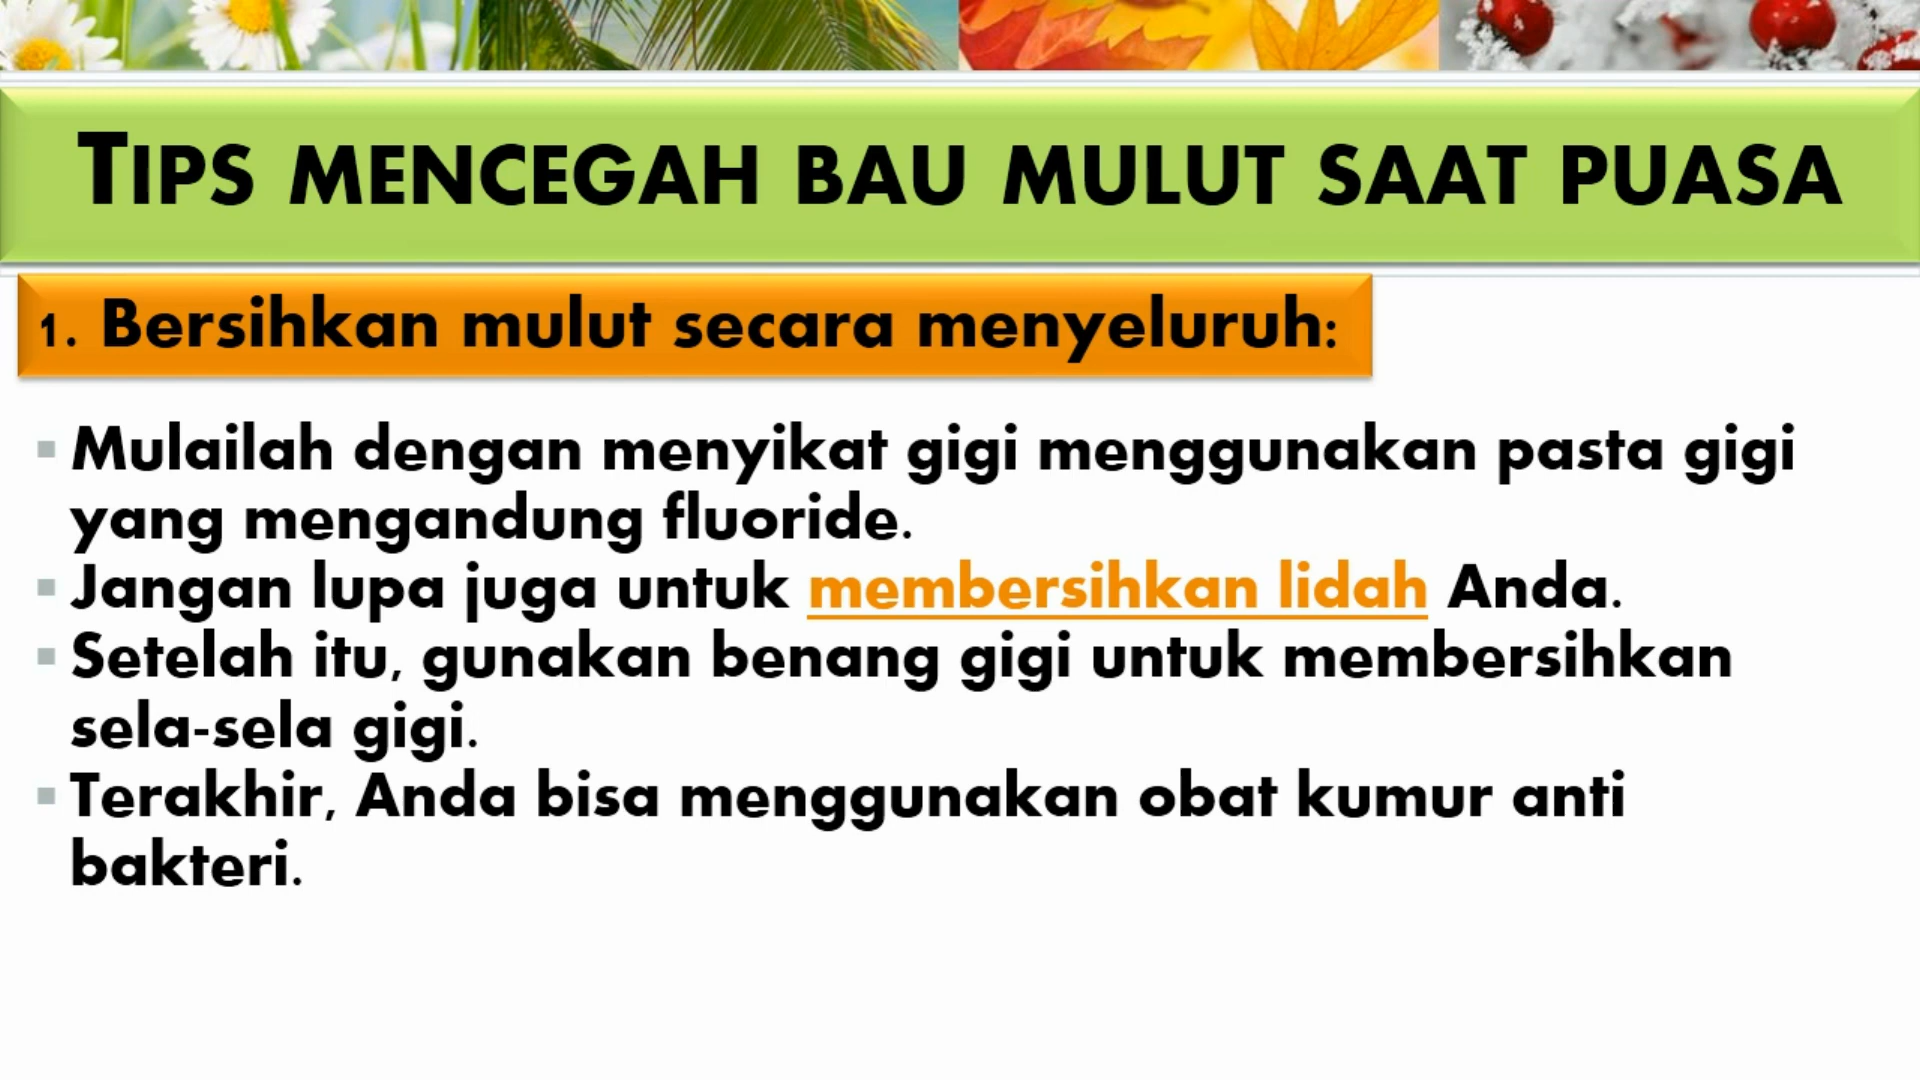 TIPS MENCEGAH BAU MULUT SAAT PUASA
1. Bersihkan mulut secara menyeluruh:
Mulailah dengan menyikat gigi menggunakan pasta gigi
yang mengandung fluoride.
Jangan lupa juga untuk membersihkan lidah Anda.
Setelah itu, gunakan benang gigi untuk membersihkan
sela-sela gigi.
Terakhir, Anda bisa menggunakan obat kumur anti
bakteri.